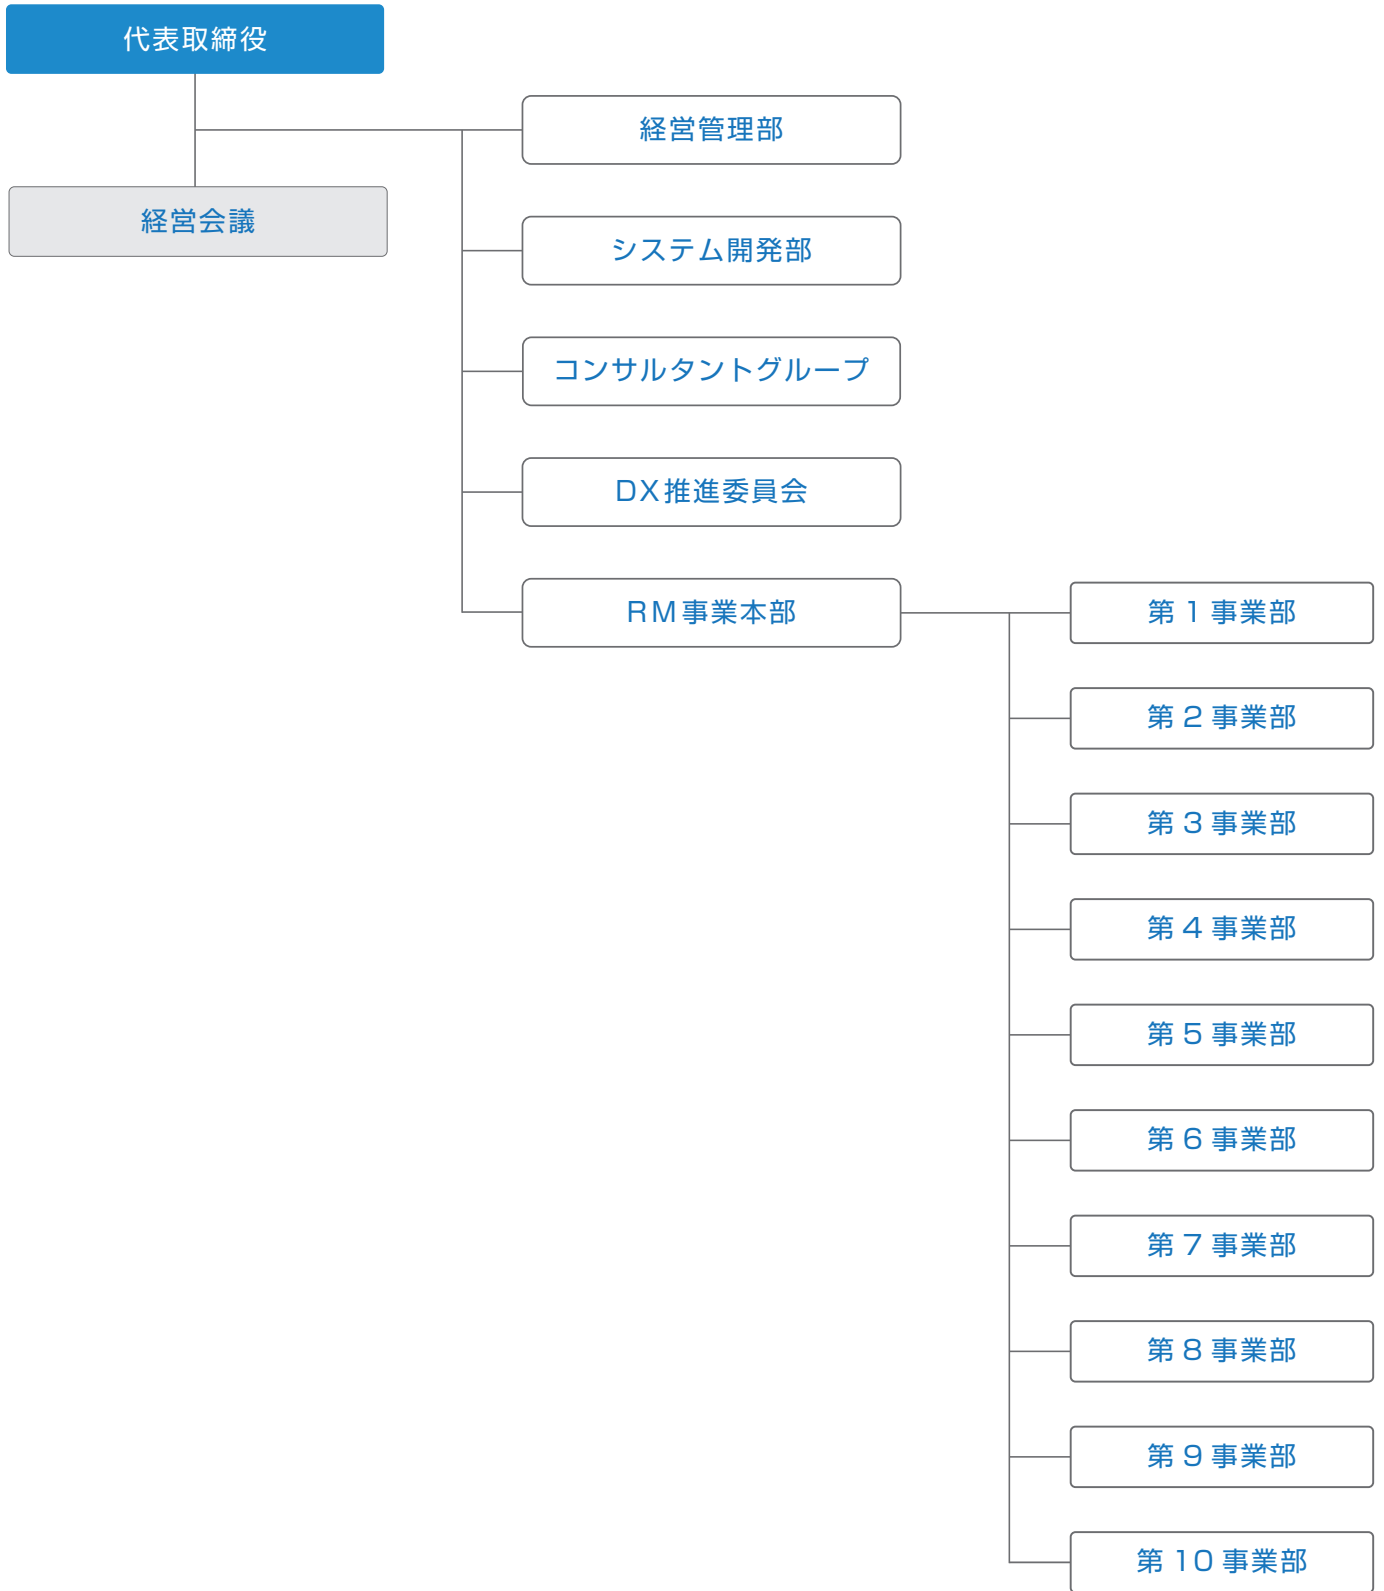 代表取締役
経営管理部
経営会議
システム開発部
コンサルタントグループ
DX推進委員会
RM事業本部
第1事業部
第2事業部
第3事業部
第4事業部
第5事業部
第6事業部
第7事業部
第8事業部
第9事業部
第10事業部